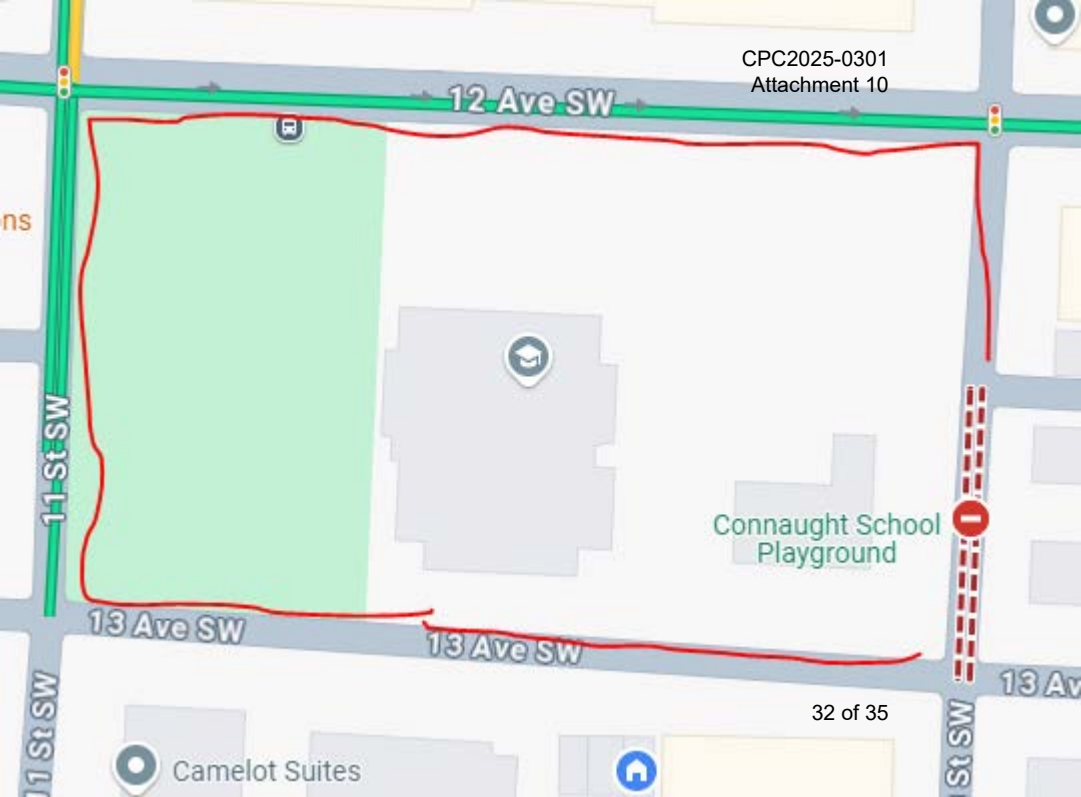 CPC2025-0301
Attachment 10
12 Ave SW
ns
11 St SW
Connaught School
Playground
13 Ave SW
13 Ave SW
13 Av
32 of 35
11 St SW
St SW
Camelot Suites